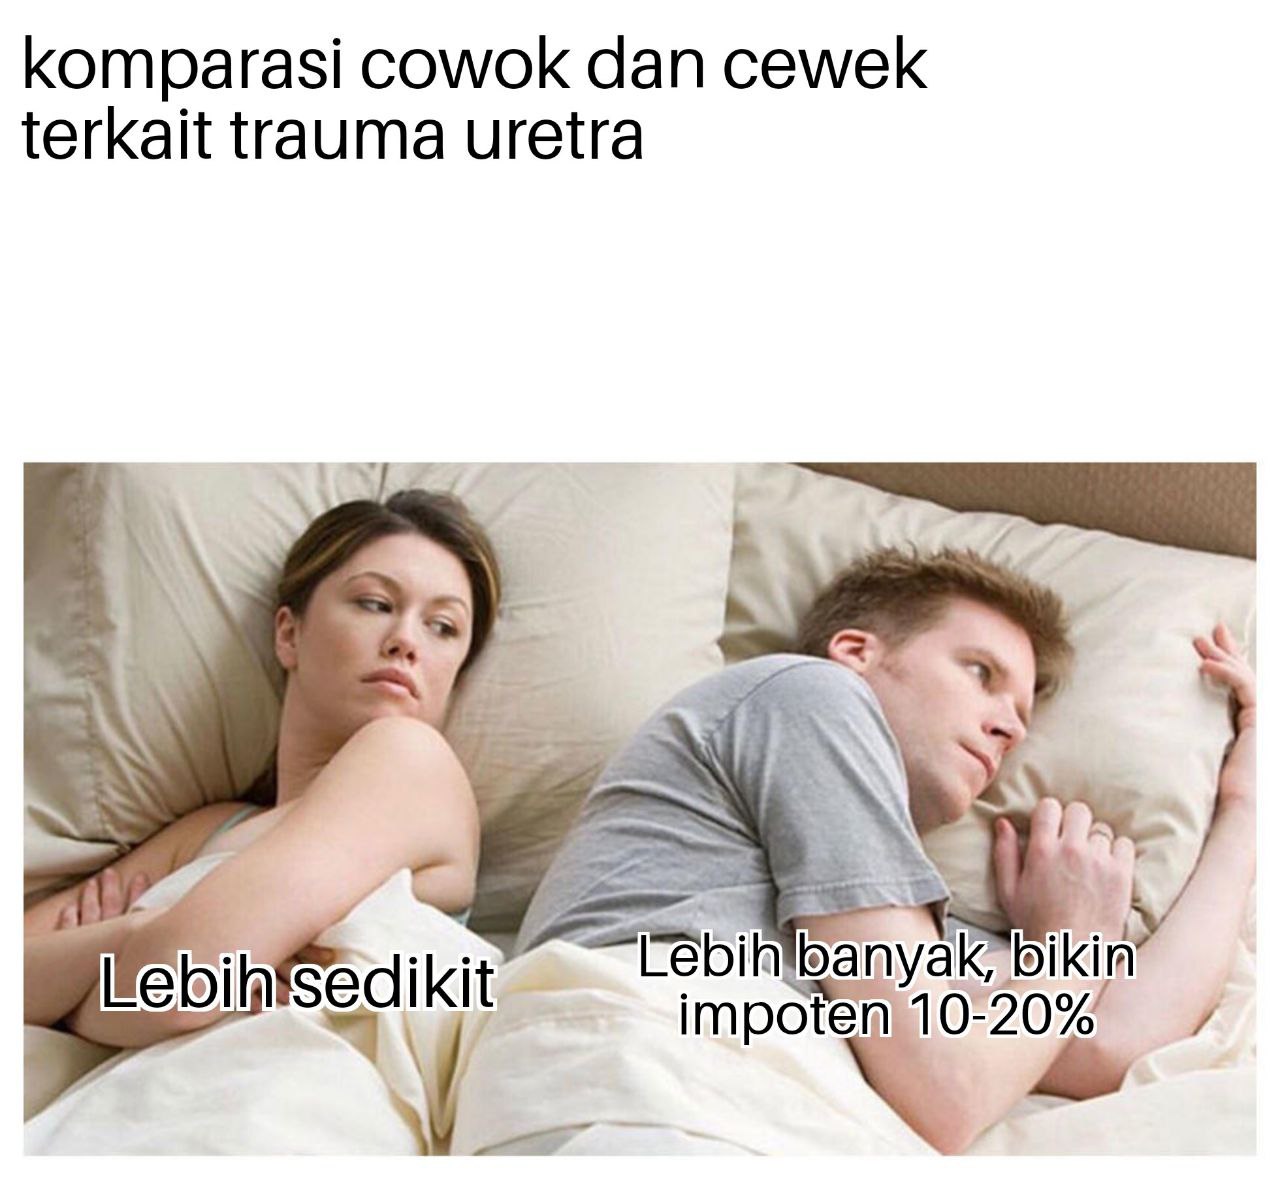 komparasi cowok dan cewek
terkait trauma uretra
Lebih sedikit
Lebih banyak, bikin
impoten 10-20%